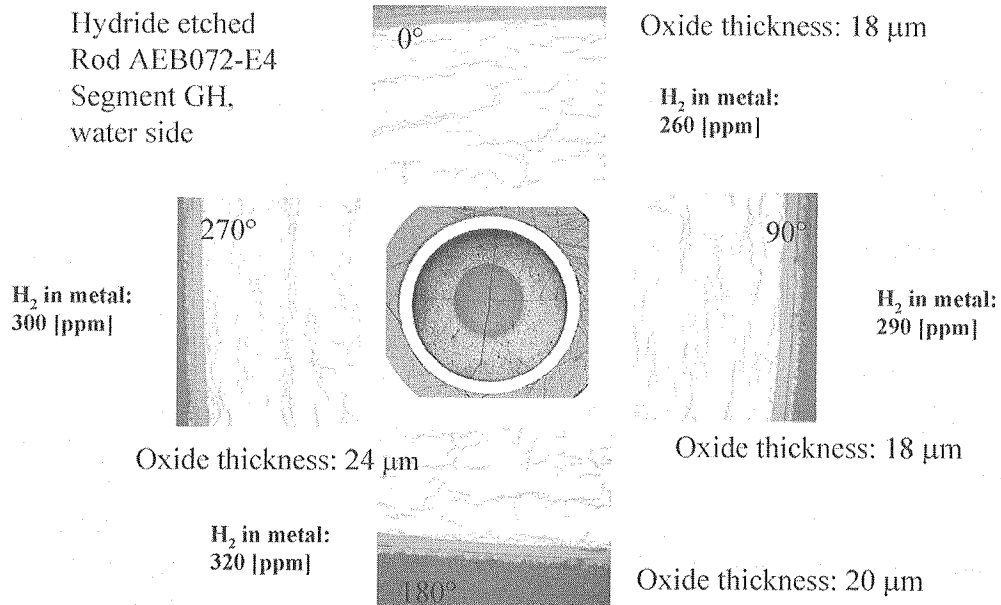 Hydride etched
Rod AEB072-E4
Segment GH,
water side
0°
Oxide thickness: 18 μm
H₂ in metal:
260 [ppm]
270°
90°
H₂ in metal:
300 [ppm]
H₂ in metal:
290 [ppm]
Oxide thickness: 24 μm
Oxide thickness: 18 μm
H₂ in metal:
320 [ppm]
180°
Oxide thickness: 20 μm